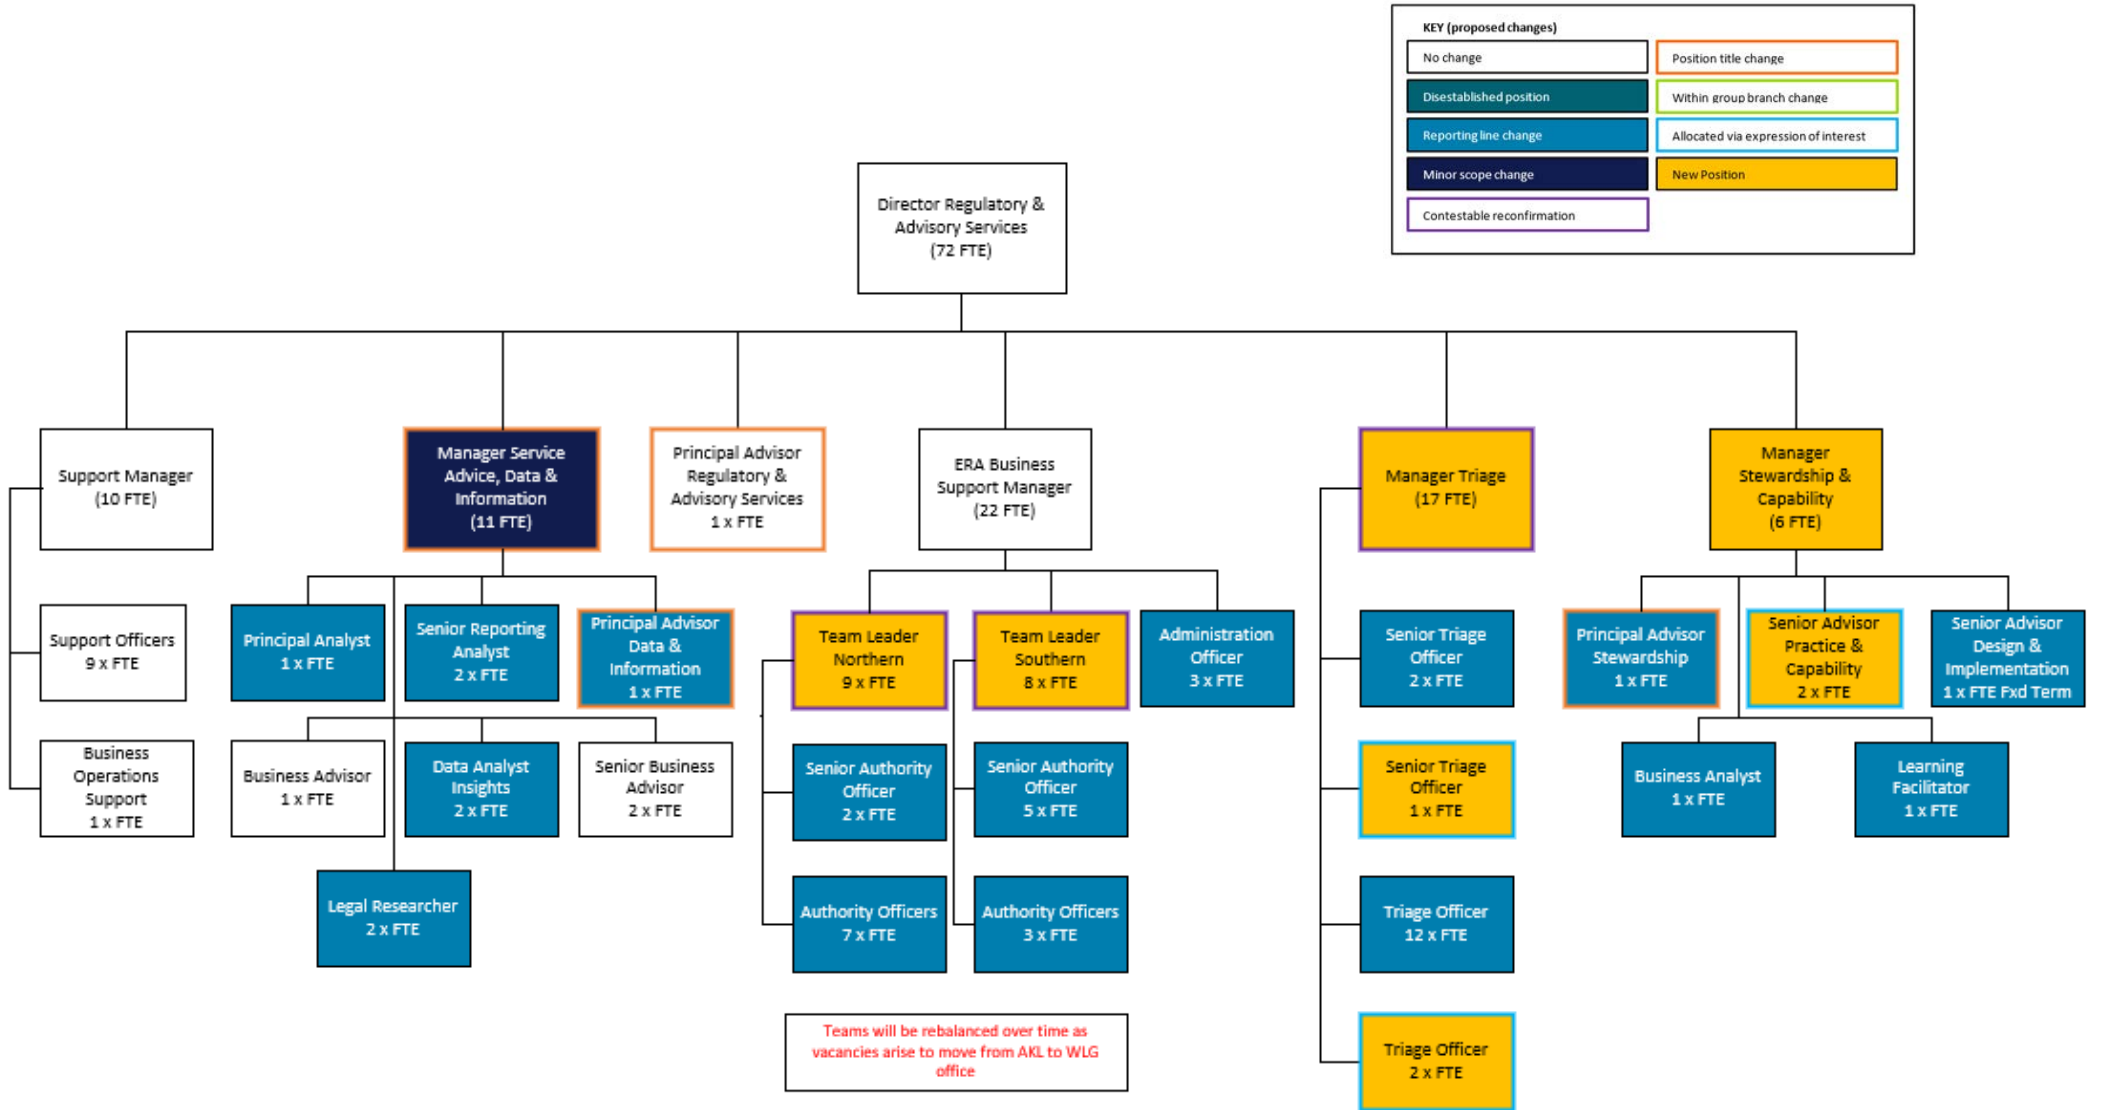 KEY (proposed changes)
No change
Position title change
Disestablished position
Within group branch change
Reporting line change
Allocated via expression of interest
Minor scope change
New Position
Contestable reconfirmation
Director Regulatory &
Advisory Services
(72 FTE)
Support Manager
(10 FTE)
Manager Service
Advice, Data &
Information
(11 FTE)
Principal Advisor
Regulatory &
Advisory Services
1 x FTE
ERA Business
Support Manager
(22 FTE)
Manager Triage
(17 FTE)
Manager
Stewardship &
Capability
(6 FTE)
Support Officers
9 x FTE
Principal Analyst
1 x FTE
Senior Reporting
Analyst
2 x FTE
Principal Advisor
Data &
Information
1 x FTE
Team Leader
Northern
9 x FTE
Team Leader
Southern
8 x FTE
Administration
Officer
3 x FTE
Senior Triage
Officer
2 x FTE
Principal Advisor
Stewardship
1 x FTE
Senior Advisor
Practice &
Capability
2 x FTE
Senior Advisor
Design &
Implementation
1 x FTE Fxd Term
Business
Operations
Support
1 x FTE
Business Advisor
1 x FTE
Data Analyst
Insights
2 x FTE
Senior Business
Advisor
2 x FTE
Senior Authority
Officer
2 x FTE
Senior Authority
Officer
5 x FTE
Senior Triage
Officer
1 x FTE
Business Analyst
1 x FTE
Learning
Facilitator
1 x FTE
Legal Researcher
2 x FTE
Authority Officers
7 x FTE
Authority Officers
3 x FTE
Triage Officer
12 x FTE
Teams will be rebalanced over time as
vacancies arise to move from AKL to WLG
office
Triage Officer
2 x FTE